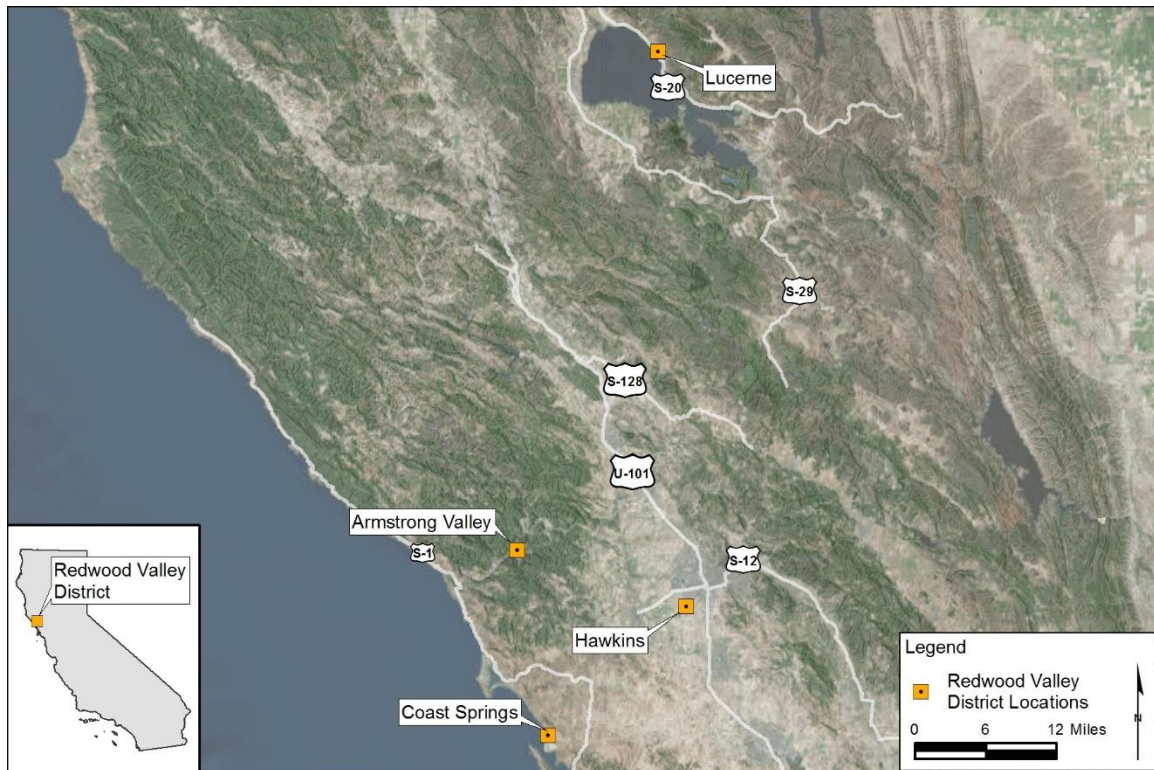 Lucerne
S-20
S-29
S-128
U-101
Armstrong Valley
S-1
S-12
Hawkins
Coast Springs
Redwood Valley
District
Legend
Redwood Valley
District Locations
0 6 12 Miles
N